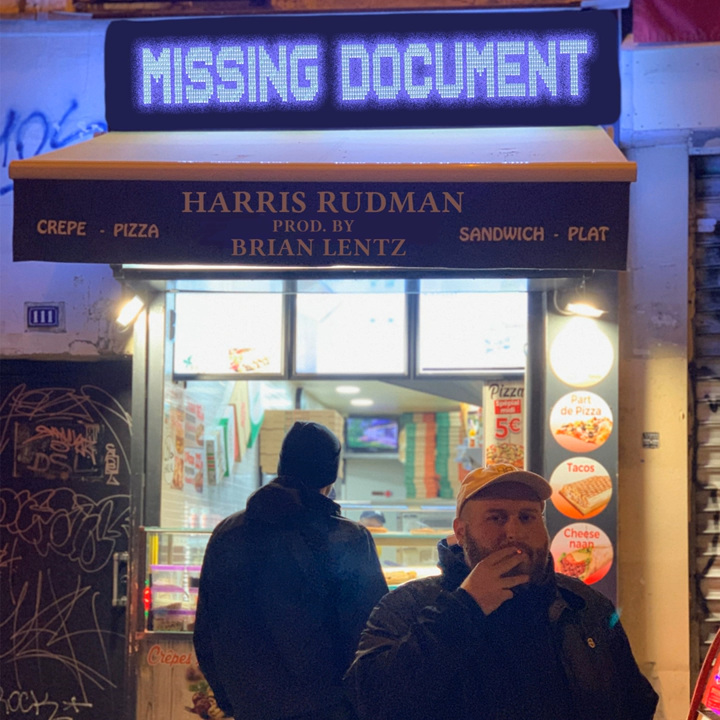 MISSING DOCUMENT
HARRIS RUDMAN
PROD. BY
BRIAN LENTZ
CREPE - PIZZA
SANDWICH - PLAT
111
Pizza
5€
Part
de Pizza
Tacos
Cheese
naan
Crepes